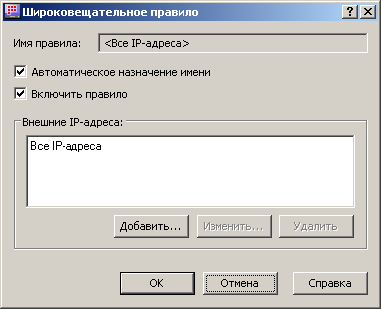 Широковещательное правило
Имя правила: <Все IP-адреса>
Автоматическое назначение имени
Включить правило
Внешние IP-адреса:
Все IP-адреса
Добавить... Изменить... Удалить
OK Отмена Справка